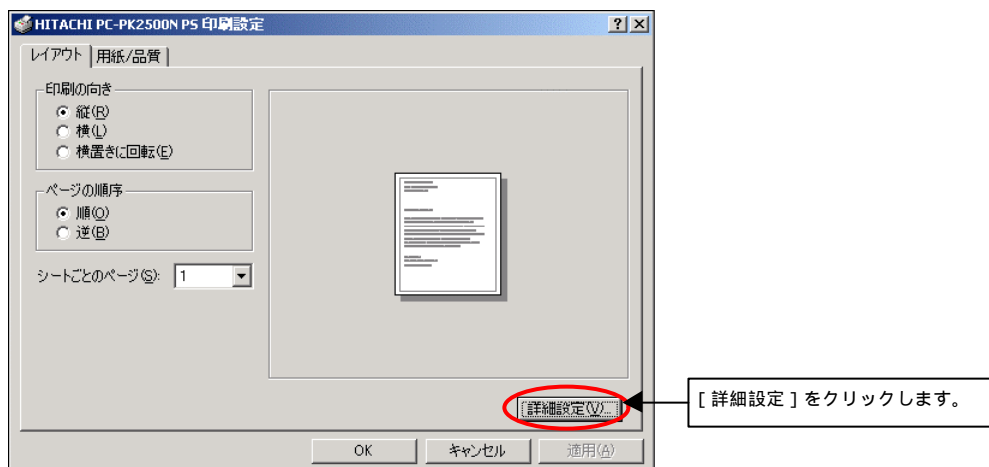 HITACHI PC-PK2500N PS 印刷設定
レイアウト 用紙/品質
印刷の向き
縦(R)
横(L)
横置きに回転(E)
ページの順序
順(O)
逆(B)
シートごとのページ(S): 1
詳細設定(V)...
[ 詳細設定 ] をクリックします。
OK キャンセル 適用(A)